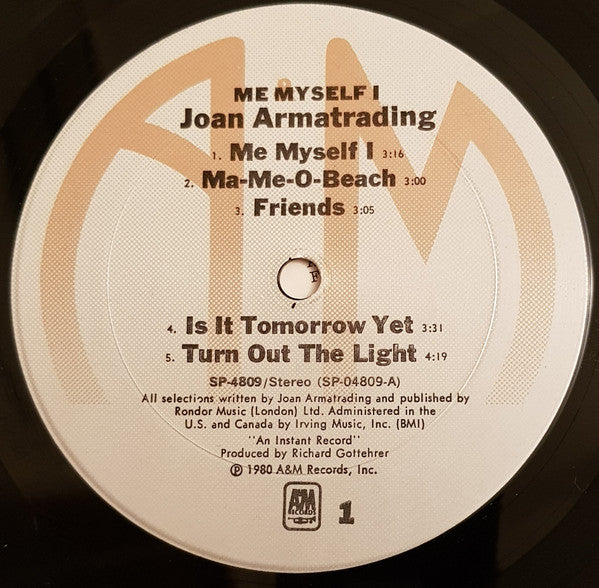 ME MYSELF I
Joan Armatrading
1. Me Myself I 3:16
2. Ma-Me-O-Beach 3:00
3. Friends 3:05
4. Is It Tomorrow Yet 3:31
5. Turn Out The Light 4:19
SP-4809/Stereo (SP-04809-A)
All selections written by Joan Armatrading and published by
Rondor Music (London) Ltd. Administered in the
U.S. and Canada by Irving Music, Inc. (BMI)
"An Instant Record"
Produced by Richard Gottehrer
℗ 1980 A&M Records, Inc.
A&M
RECORDS
1